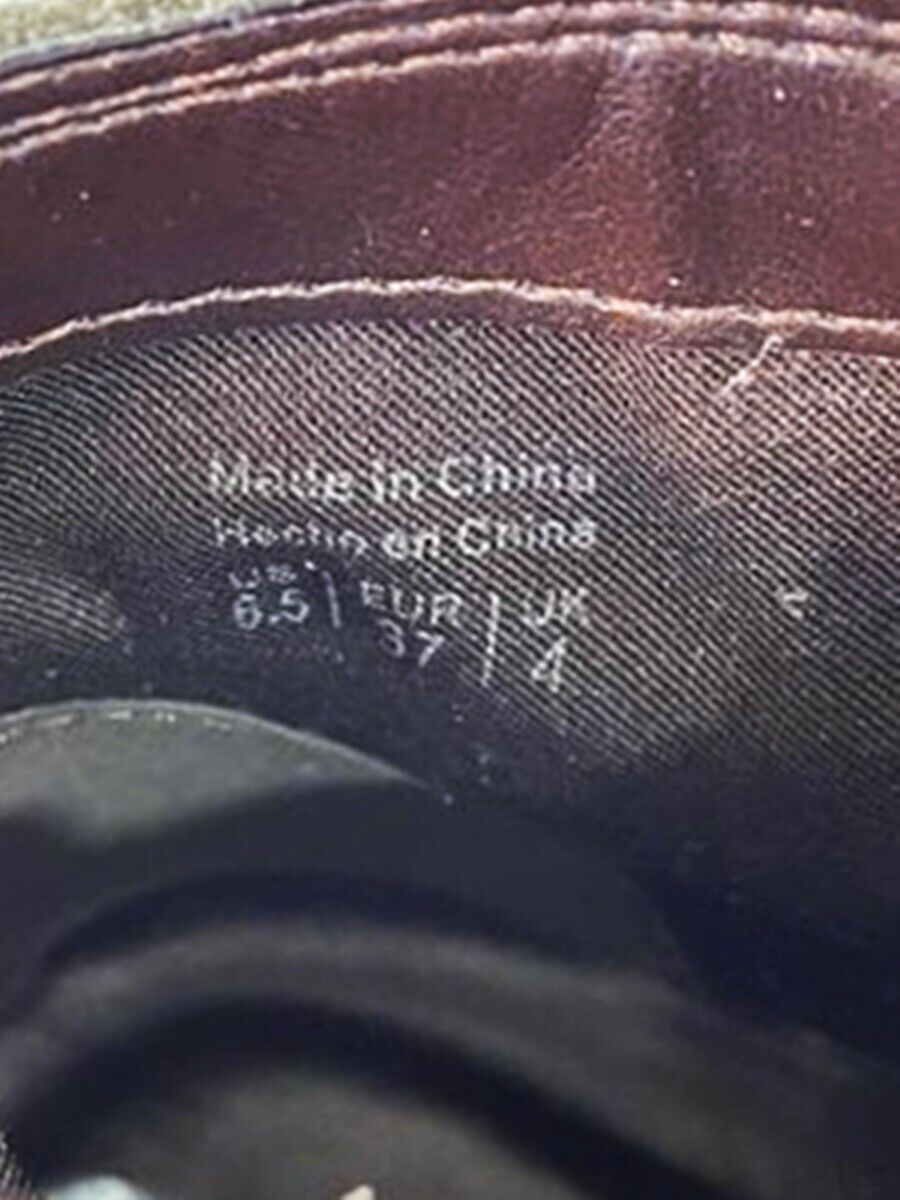 Made in China
Hecho en China
US | EUR | UK
6.5 | 37 | 4